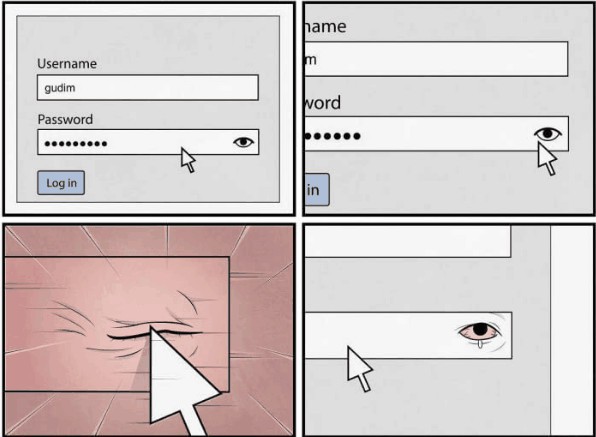 Username
gudim
Password
•••••••••
Log in
name
m
word
••••••
in